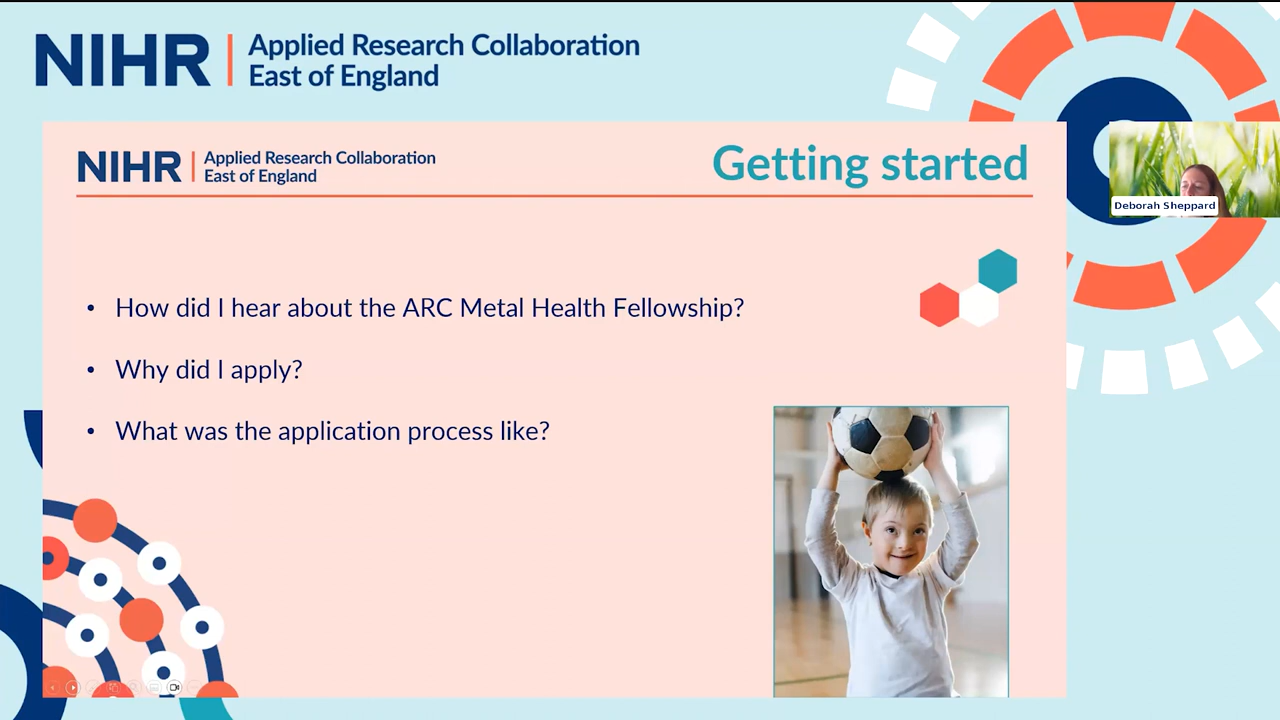 NIHR
Applied Research Collaboration
East of England
NIHR
Applied Research Collaboration
East of England
Getting started
Deborah Sheppard
• How did I hear about the ARC Metal Health Fellowship?
• Why did I apply?
• What was the application process like?